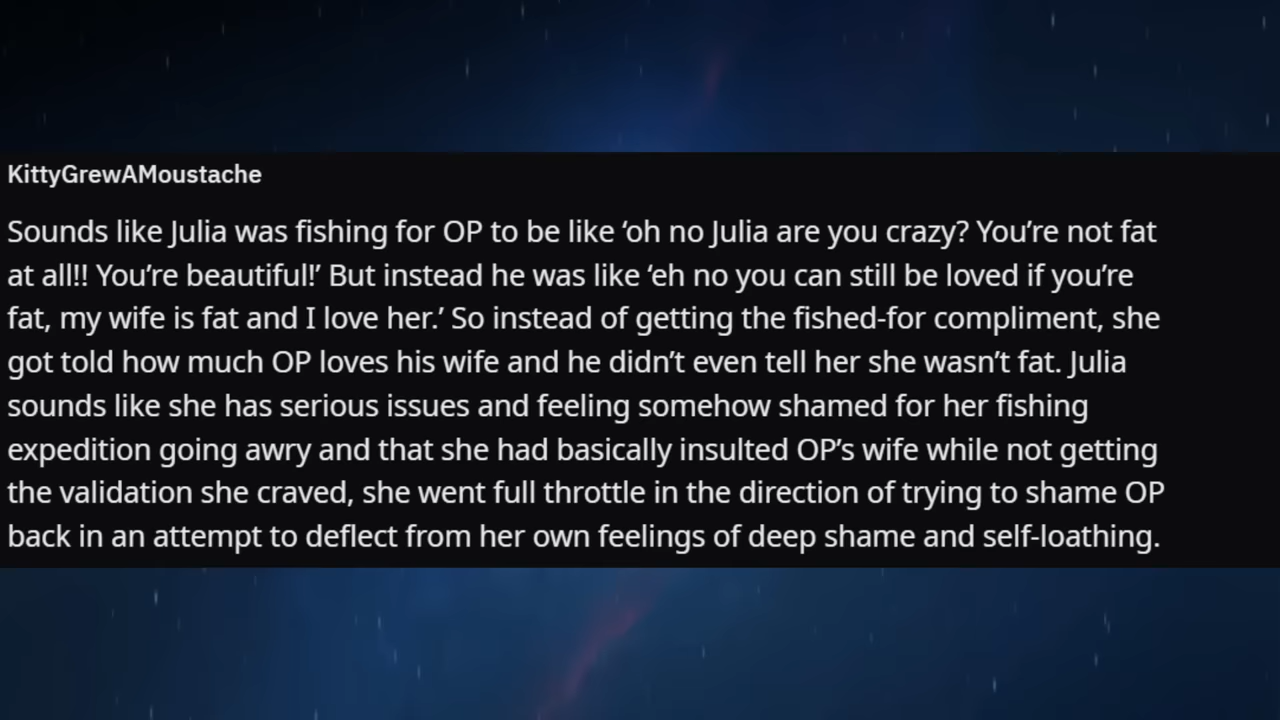 KittyGrewAMoustache
Sounds like Julia was fishing for OP to be like ‘oh no Julia are you crazy? You’re not fat
at all!! You’re beautiful!’ But instead he was like ‘eh no you can still be loved if you’re
fat, my wife is fat and I love her.’ So instead of getting the fished-for compliment, she
got told how much OP loves his wife and he didn’t even tell her she wasn’t fat. Julia
sounds like she has serious issues and feeling somehow shamed for her fishing
expedition going awry and that she had basically insulted OP’s wife while not getting
the validation she craved, she went full throttle in the direction of trying to shame OP
back in an attempt to deflect from her own feelings of deep shame and self-loathing.